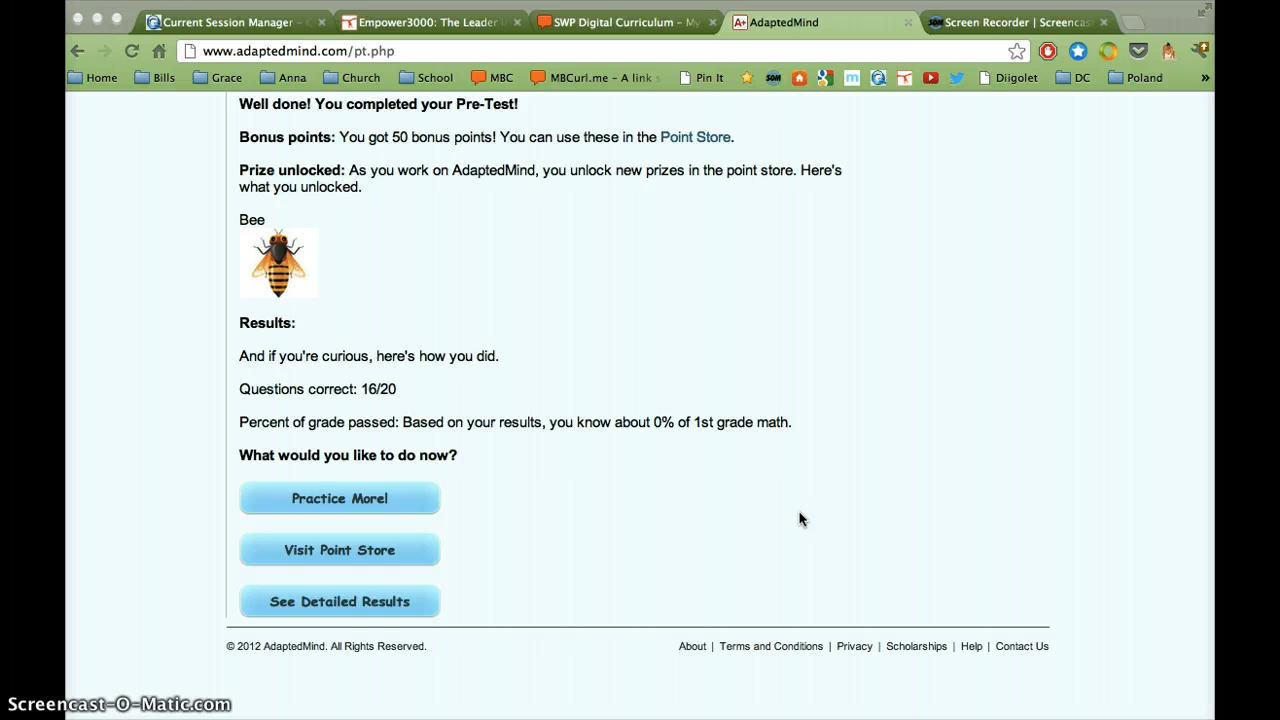 Current Session Manager -
Empower3000: The Leader
SWP Digital Curriculum – My
A+ AdaptedMind
SOM Screen Recorder | Screencast
www.adaptedmind.com/pt.php
Home Bills Grace Anna Church School MBC MBCurl.me - A link s Pin It SOM m Diigolet DC Poland »
Well done! You completed your Pre-Test!
Bonus points: You got 50 bonus points! You can use these in the Point Store.
Prize unlocked: As you work on AdaptedMind, you unlock new prizes in the point store. Here's
what you unlocked.
Bee
Results:
And if you're curious, here's how you did.
Questions correct: 16/20
Percent of grade passed: Based on your results, you know about 0% of 1st grade math.
What would you like to do now?
Practice More!
Visit Point Store
See Detailed Results
© 2012 AdaptedMind. All Rights Reserved.
About | Terms and Conditions | Privacy | Scholarships | Help | Contact Us
Screencast-O-Matic.com